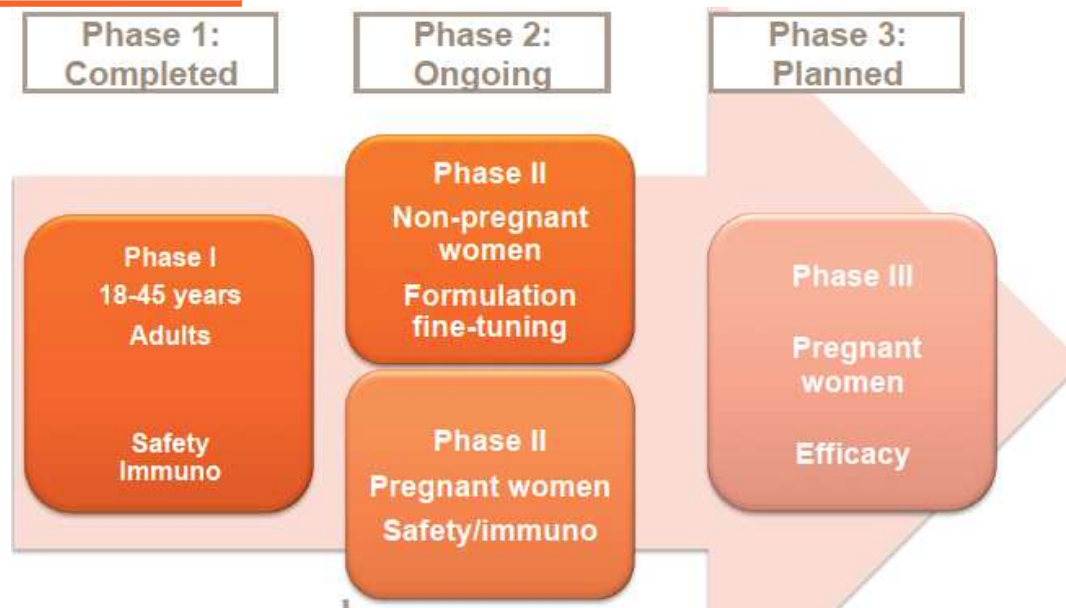 Phase 1:
Completed
Phase 2:
Ongoing
Phase 3:
Planned
Phase I
18-45 years
Adults
Safety
Immuno
Phase II
Non-pregnant
women
Formulation
fine-tuning
Phase II
Pregnant women
Safety/immuno
Phase III
Pregnant
women
Efficacy